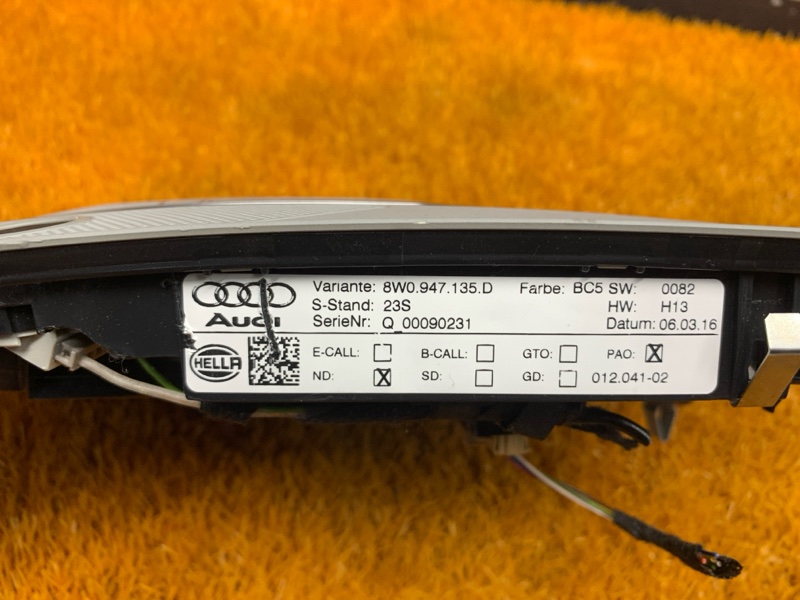 Variante: 8W0.947.135.D Farbe: BC5 SW: 0082
S-Stand: 23S HW: H13
Audi SerieNr: Q_00090231 Datum: 06.03.16
HELLA E-CALL: B-CALL: GTO: PAO: X
ND: X SD: GD: 012.041-02